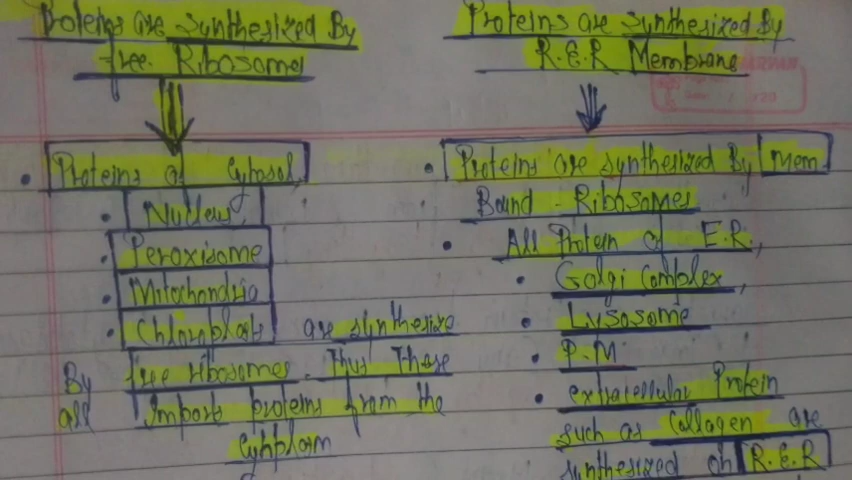 Proteins are synthesized By
free Ribosomes
Proteins of Cytosol,
Nucleus,
Peroxisome
Mitochondria
Chloroplast are synthesize
By free ribosomes. Thus These
all Import proteins from the
Cytoplasm
Proteins are synthesized By
R.E.R Membrane
Proteins are synthesized By Mem
Bound - Ribosomes
All Protein of E.R.,
Golgi Complex,
Lysosome
P.M
extracellular Protein
such as Collagen are
synthesized on R.E.R